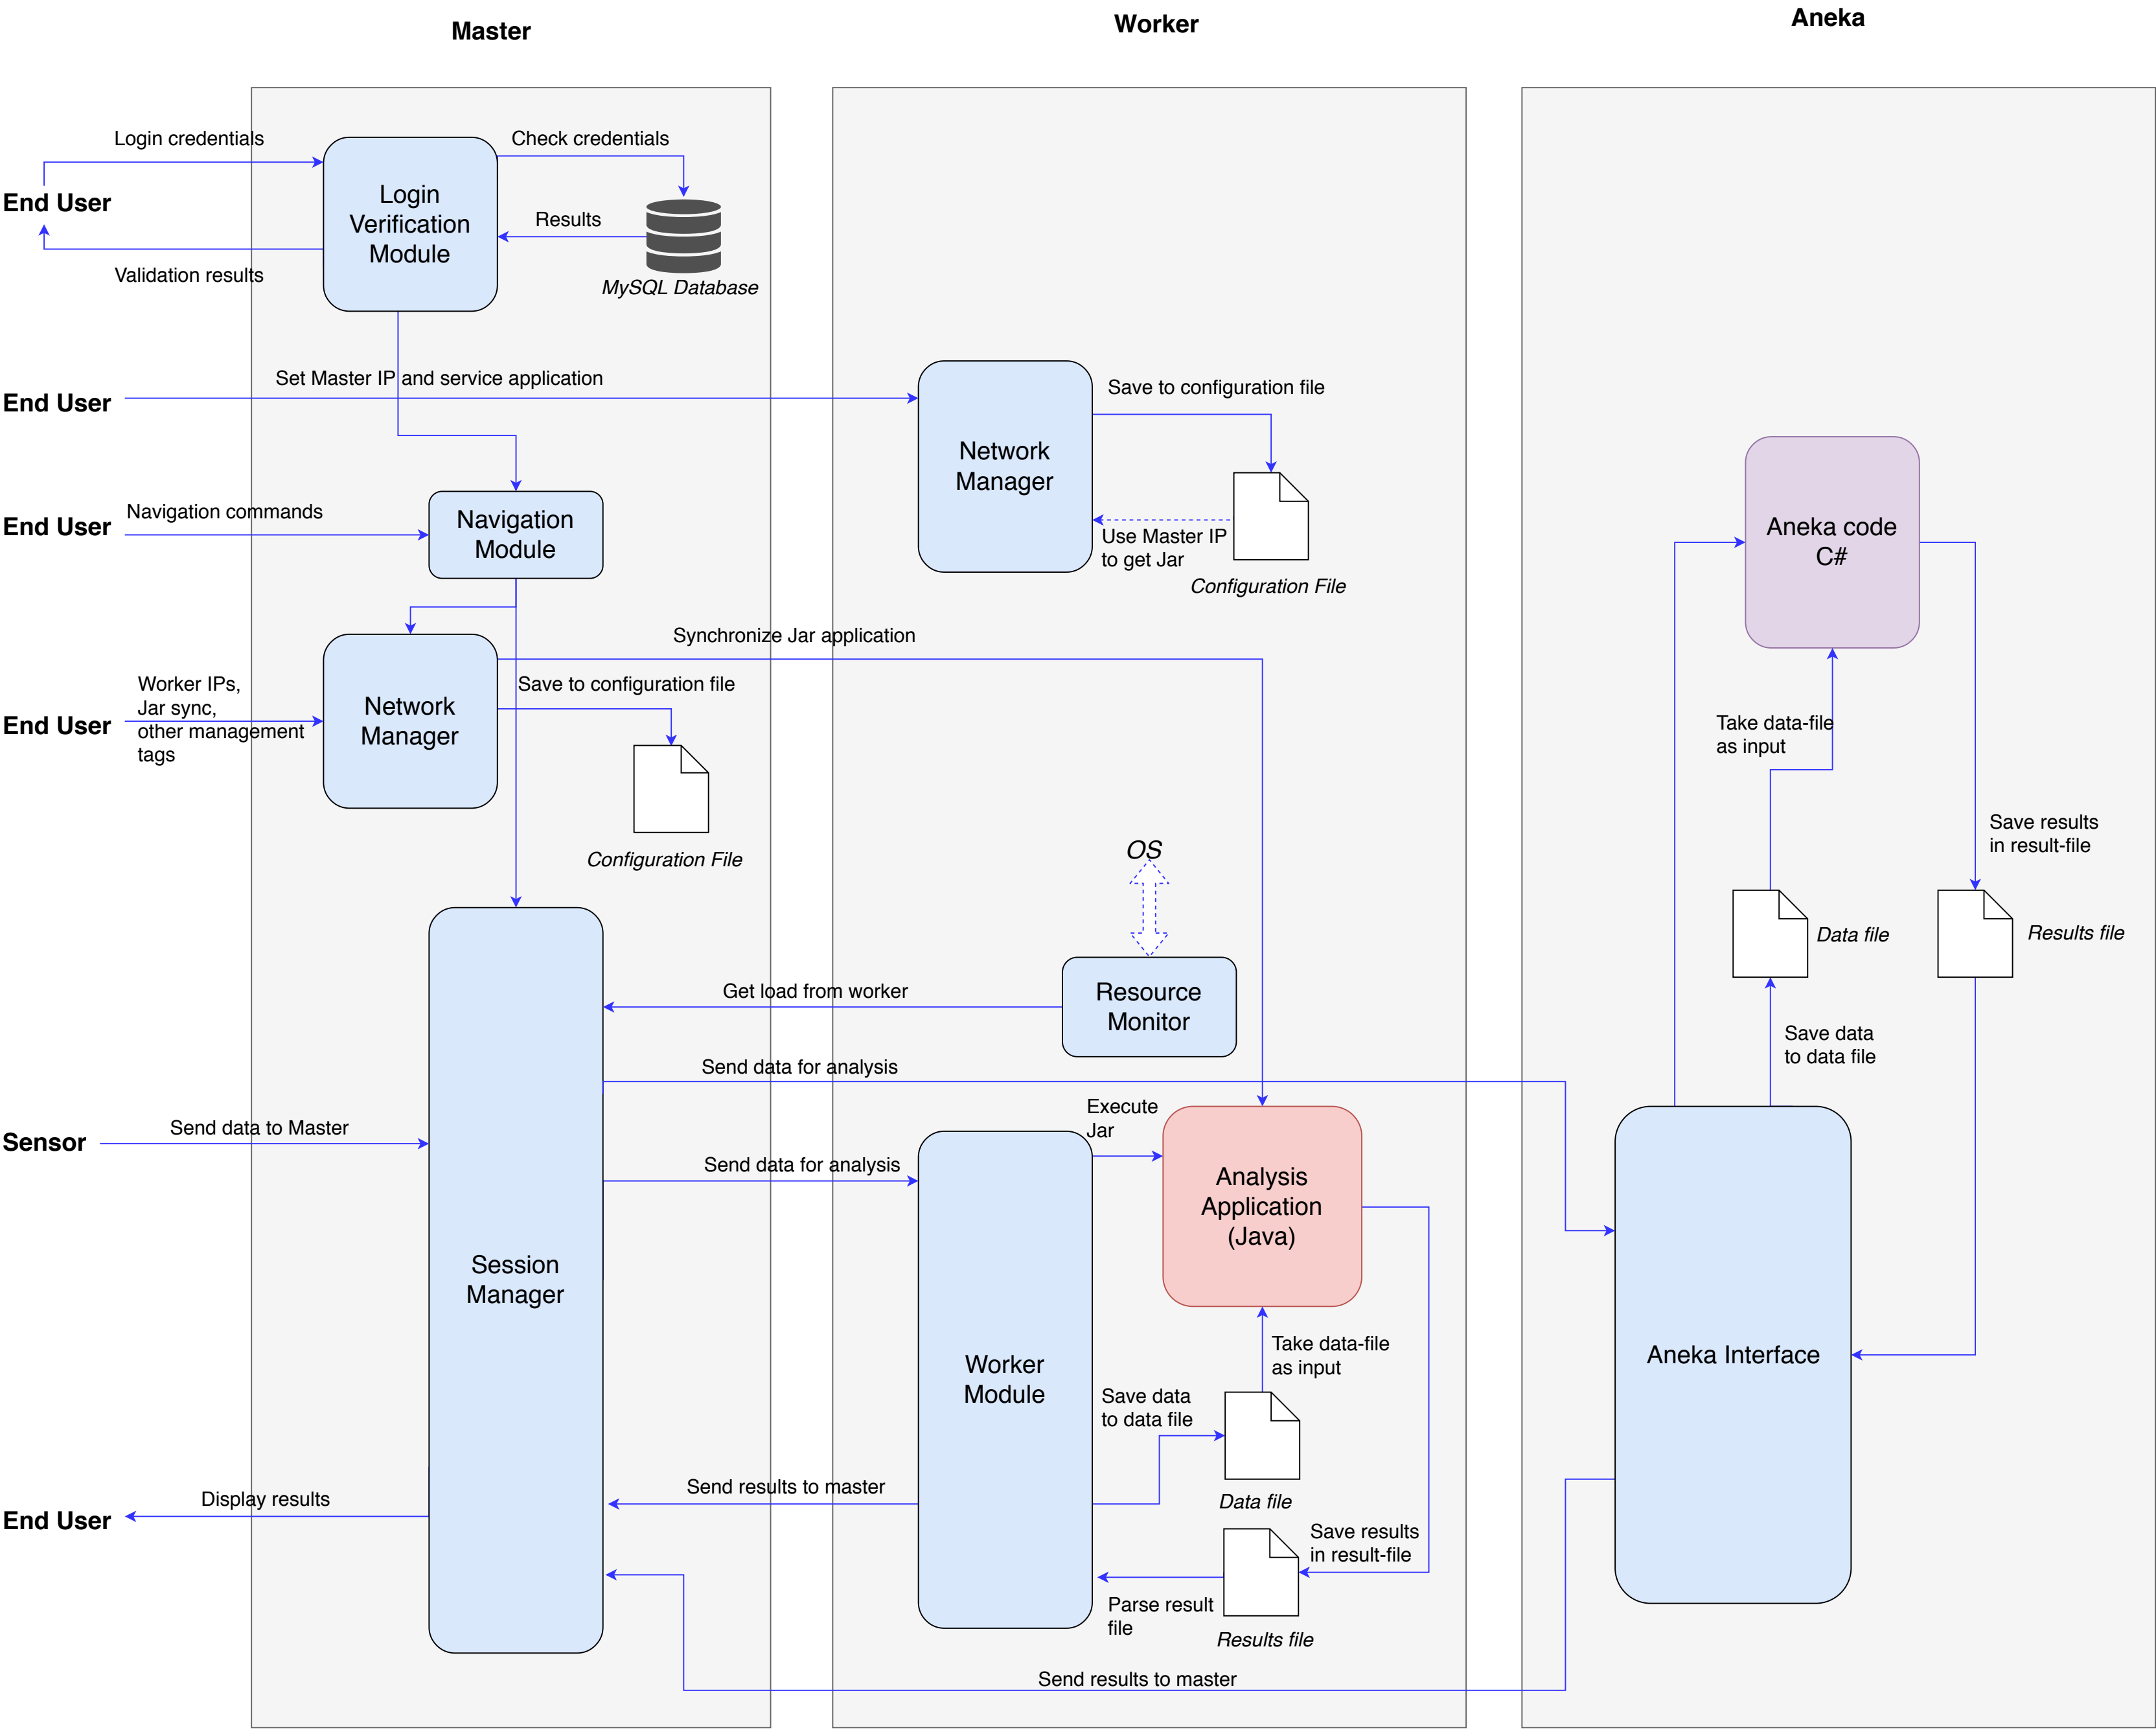 Master
Worker
Aneka
Login credentials
Check credentials
End User
Login
Verification
Module
Results
Validation results
MySQL Database
Set Master IP and service application
End User
Save to configuration file
Network
Manager
Use Master IP
to get Jar
Configuration File
End User
Navigation commands
Navigation
Module
Aneka code
C#
Synchronize Jar application
Worker IPs,
Jar sync,
other management
tags
End User
Network
Manager
Save to configuration file
Configuration File
Take data-file
as input
Save results
in result-file
OS
Data file
Results file
Get load from worker
Resource
Monitor
Save data
to data file
Send data for analysis
Sensor
Send data to Master
Execute
Jar
Send data for analysis
Analysis
Application
(Java)
Session
Manager
Worker
Module
Take data-file
as input
Aneka Interface
Save data
to data file
Send results to master
Data file
End User
Display results
Save results
in result-file
Parse result
file
Results file
Send results to master